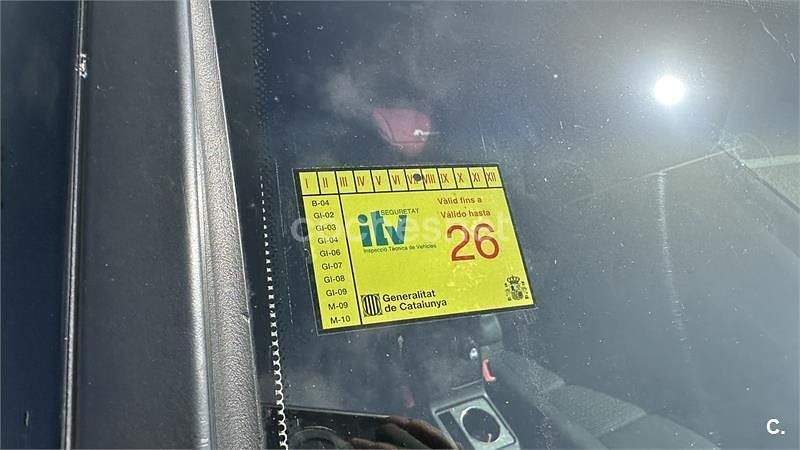 I II III IV V VI VII VIII IX X XI XII
B-04
GI-02
GI-03
GI-04
GI-06
GI-07
GI-08
GI-09
M-09
M-10
SEGURETAT
itv
Inspecció Tècnica de Vehicles
Vàlid fins a
Válido hasta
26
Generalitat
de Catalunya
coches.net
C.